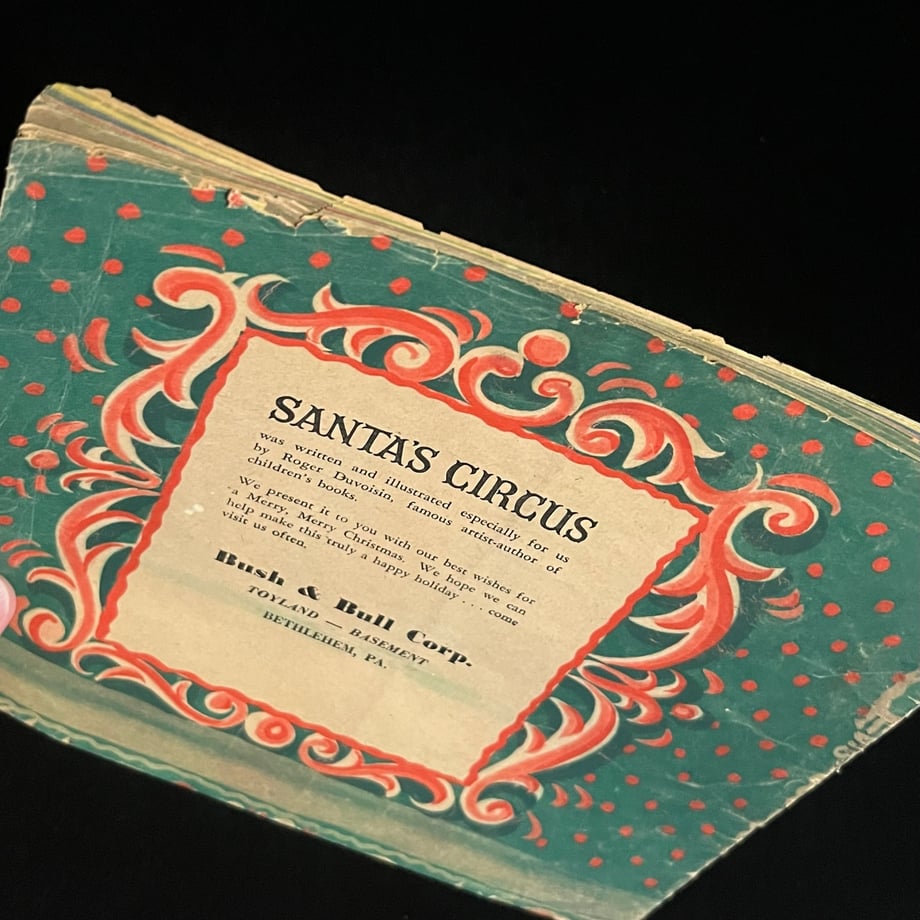 SANTA'S CIRCUS
was written and illustrated especially for us
by Roger Duvoisin, famous artist-author of
children's books.
We present it to you with our best wishes for
a Merry, Merry Christmas. We hope we can
help make this truly a happy holiday . . . come
visit us often.
Bush & Bull Corp.
TOYLAND — BASEMENT
BETHLEHEM, PA.